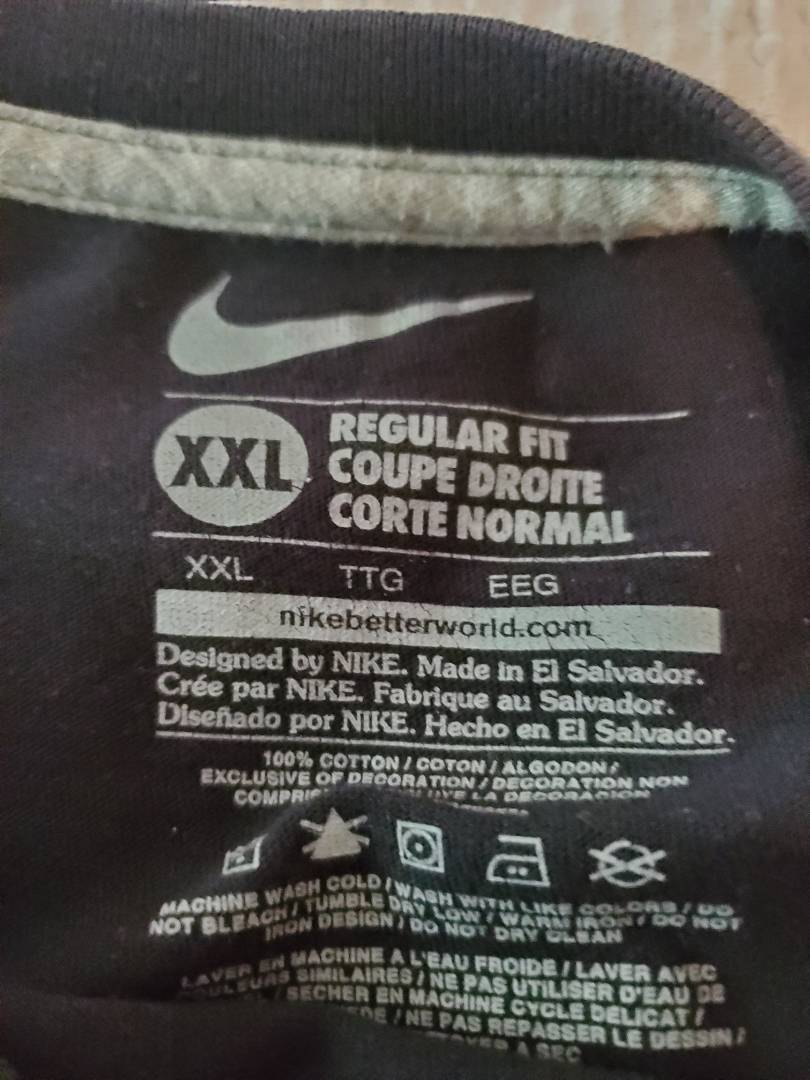 XXL
REGULAR FIT
COUPE DROITE
CORTE NORMAL
XXL TTG EEG
nikebetterworld.com
Designed by NIKE. Made in El Salvador.
Crée par NIKE. Fabrique au Salvador.
Diseñado por NIKE. Hecho en El Salvador.
100% COTTON / COTON / ALGODON /
EXCLUSIVE OF DECORATION / DECORATION NON
LA DECORACION
MACHINE WASH COLD / WASH WITH LIKE COLORS / DO
NOT BLEACH / TUMBLE DRY LOW / WARM IRON / DO NOT
IRON DESIGN / DO NOT DRY CLEAN
LAVER EN MACHINE A L'EAU FROIDE / LAVER AVEC
COULEURS SIMILAIRES / NE PAS UTILISER D'EAU DE
/ SECHER EN MACHINE CYCLE DELICAT /
/ NE PAS REPASSER LE DESSIN /
A SEC